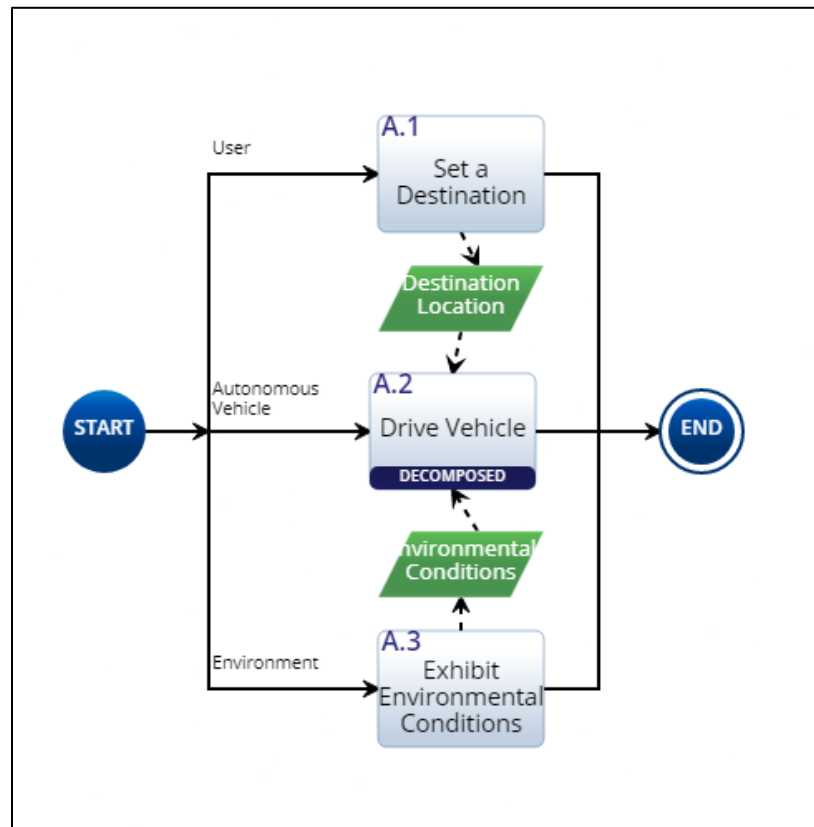 A.1
User
Set a
Destination
Destination
Location
Autonomous
Vehicle
A.2
START
Drive Vehicle
END
DECOMPOSED
nvironmental
Conditions
A.3
Environment
Exhibit
Environmental
Conditions